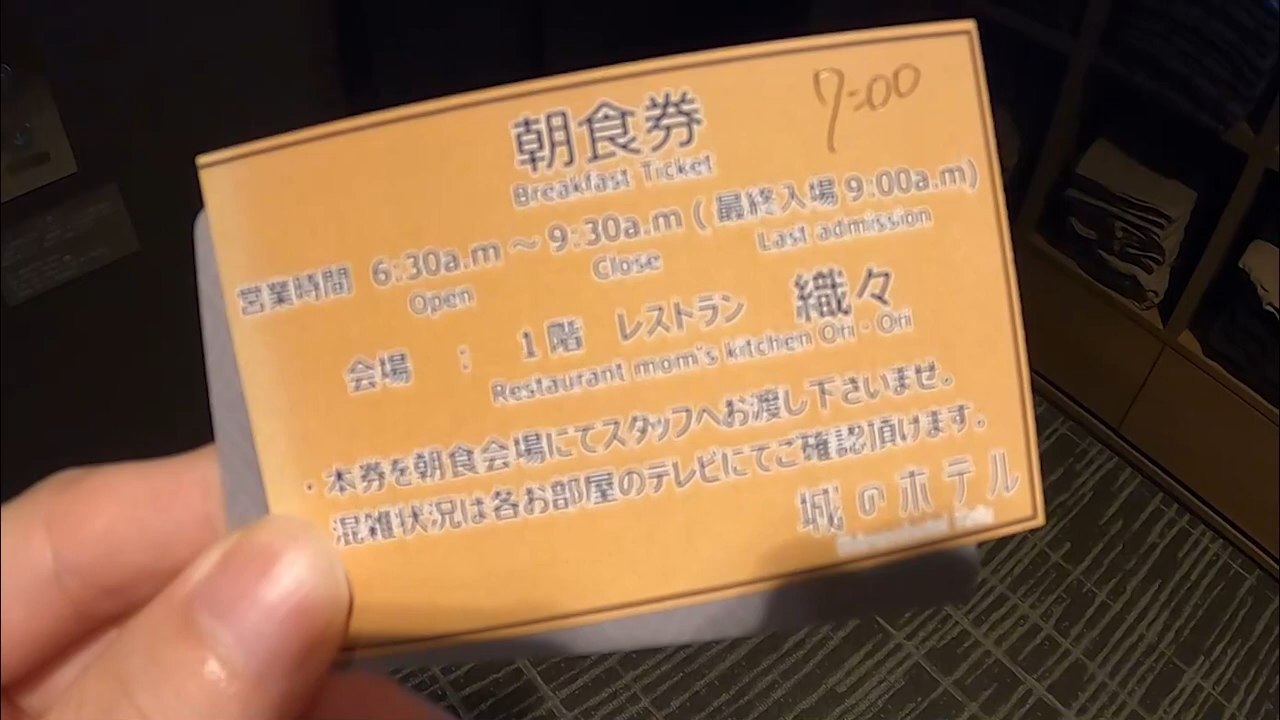 7:00
朝食券
Breakfast Ticket
営業時間 6:30a.m ～ 9:30a.m ( 最終入場 9:00a.m)
Open Close Last admission
会場 : 1階 レストラン 織々
Restaurant mom's kitchen Ori・Ori
・本券を朝食会場にてスタッフへお渡し下さいませ。
混雑状況は各お部屋のテレビにてご確認頂けます。
城のホテル